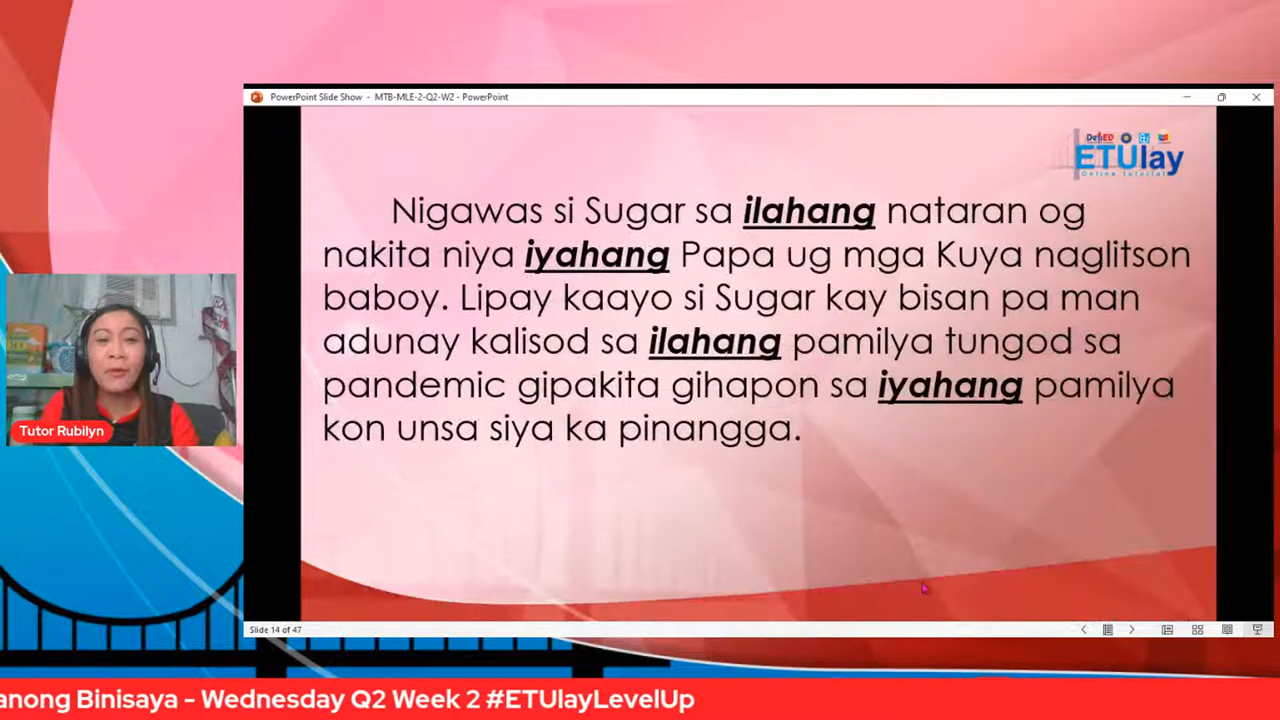 PowerPoint Slide Show - MTB-MLE-2-Q2-W2 - PowerPoint
DepED
ETUlay
Online Tutorial
Nigawas si Sugar sa ilahang nataran og
nakita niya iyahang Papa ug mga Kuya naglitson
baboy. Lipay kaayo si Sugar kay bisan pa man
adunay kalisod sa ilahang pamilya tungod sa
pandemic gipakita gihapon sa iyahang pamilya
kon unsa siya ka pinangga.
Tutor Rubilyn
Slide 14 of 47
anong Binisaya - Wednesday Q2 Week 2 #ETUlayLevelUp